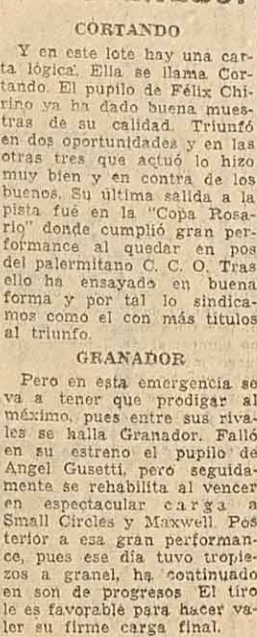 CORTANDO
Y en este lote hay una car-
ta lógica. Ella se llama Cor-
tando. El pupilo de Félix Chi-
rino ya ha dado buena mues-
tras de su calidad. Triunfó
en dos oportunidades y en las
otras tres que actuó lo hizo
muy bien y en contra de los
buenos. Su última salida a la
pista fué en la "Copa Rosa-
rio" donde cumplió gran per-
formance al quedar en pos
del palermitano C. C. O. Tras
ello ha ensayado en buena
forma y por tal lo sindica-
mos como el con más titulos
al triunfo.
GRANADOR
Pero en esta emergencia se
va a tener que prodigar al
máximo, pues entre sus riva-
les se halla Granador. Falló
en su estreno el pupilo de
Angel Gusetti, pero seguida-
mente se rehabilita al vencer
en espectacular carga a
Small Circles y Maxwell. Pos
terior a esa gran performan-
ce, pues ese día tuvo tropie-
zos a granel, ha continuado
en son de progresos El tiro
le es favorable para hacer va-
ler su firme carga final.